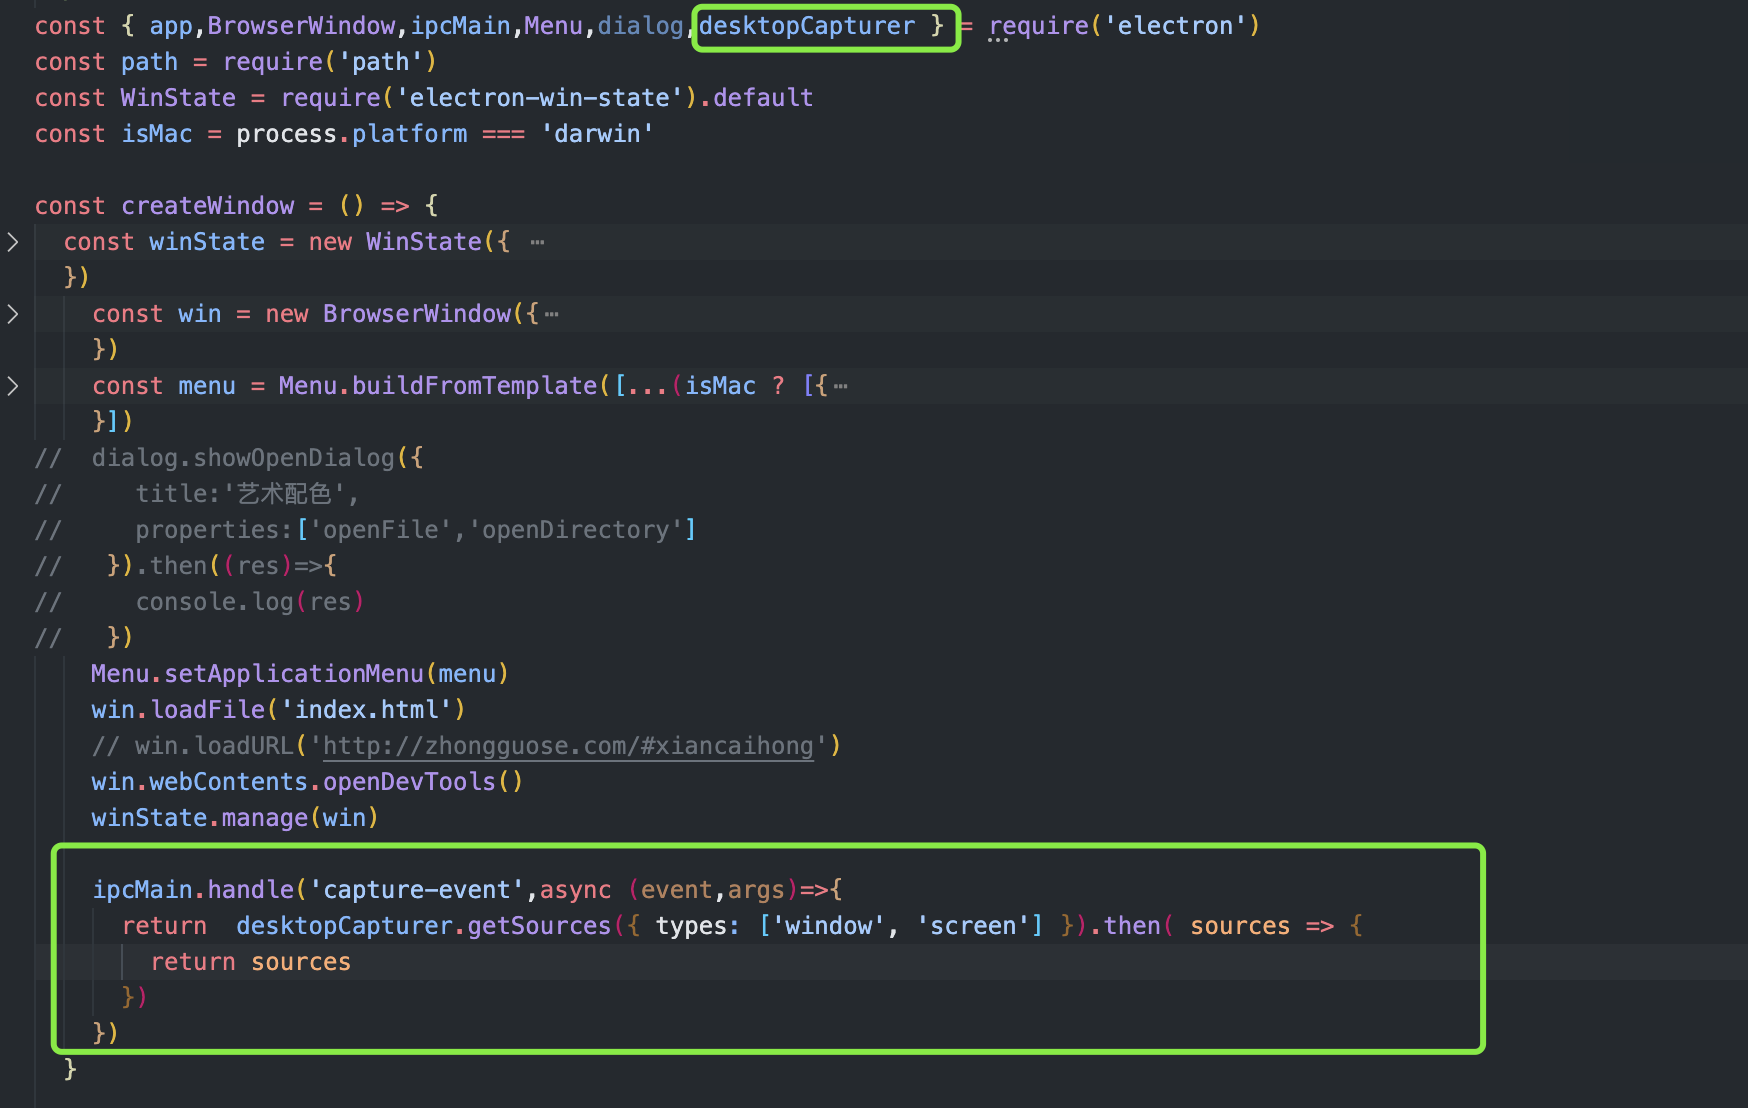 const { app,BrowserWindow,ipcMain,Menu,dialog,desktopCapturer } = require('electron')
const path = require('path')
const WinState = require('electron-win-state').default
const isMac = process.platform === 'darwin'
const createWindow = () => {
const winState = new WinState({ ⋯
})
const win = new BrowserWindow({⋯
})
const menu = Menu.buildFromTemplate([...(isMac ? [{⋯
}])
// dialog.showOpenDialog({
// title:'艺术配色',
// properties:['openFile','openDirectory']
// }).then((res)=>{
// console.log(res)
// })
Menu.setApplicationMenu(menu)
win.loadFile('index.html')
// win.loadURL('http://zhongguose.com/#xiancaihong')
win.webContents.openDevTools()
winState.manage(win)
ipcMain.handle('capture-event',async (event,args)=>{
return  desktopCapturer.getSources({ types: ['window', 'screen'] }).then( sources => {
return sources
})
})
}